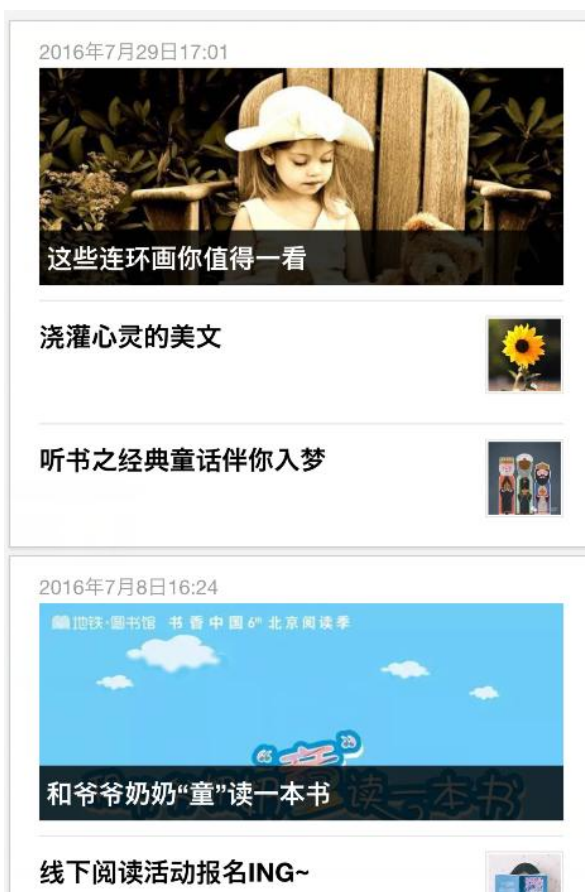 2016年7月29日17:01
这些连环画你值得一看
浇灌心灵的美文
听书之经典童话伴你入梦
2016年7月8日16:24
地铁·图书馆 书香中国6th 北京阅读季
和爷爷奶奶“童”读一本书
线下阅读活动报名ING~